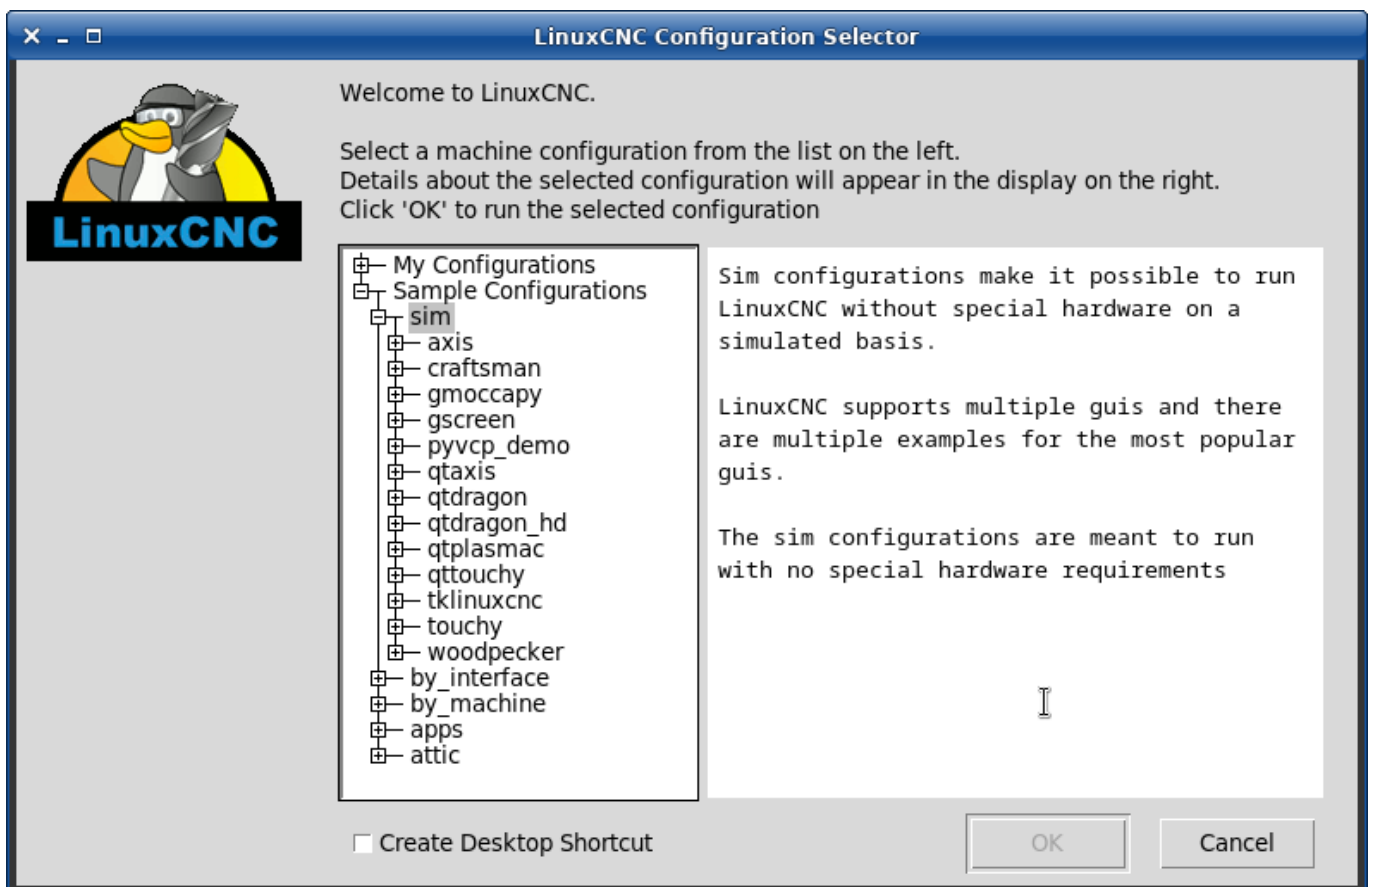 LinuxCNC Configuration Selector
LinuxCNC
Welcome to LinuxCNC.
Select a machine configuration from the list on the left.
Details about the selected configuration will appear in the display on the right.
Click 'OK' to run the selected configuration
My Configurations
Sample Configurations
sim
axis
craftsman
gmoccapy
gscreen
pyvcp_demo
qtaxis
qtdragon
qtdragon_hd
qtplasmac
qttouchy
tklinuxcnc
touchy
woodpecker
by_interface
by_machine
apps
attic
Sim configurations make it possible to run
LinuxCNC without special hardware on a
simulated basis.
LinuxCNC supports multiple guis and there
are multiple examples for the most popular
guis.
The sim configurations are meant to run
with no special hardware requirements
Create Desktop Shortcut
OK
Cancel